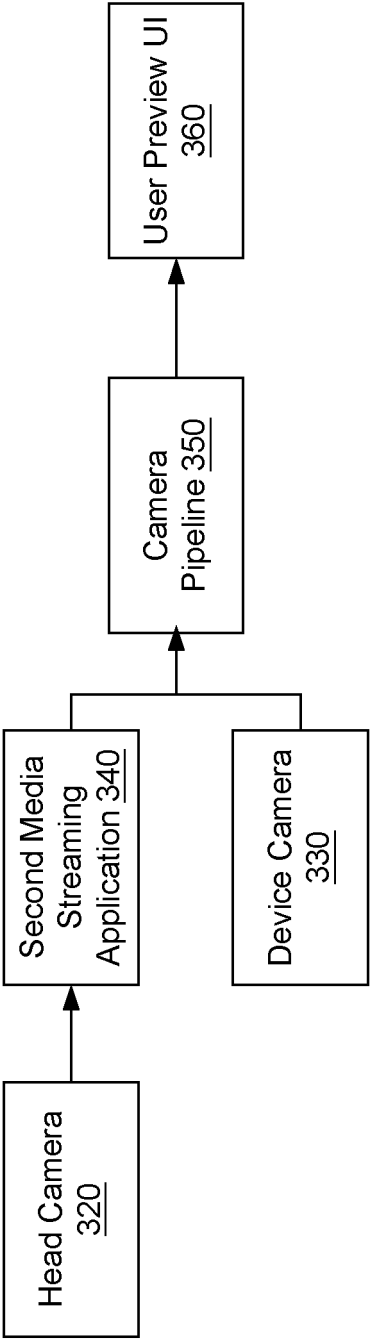 Head Camera
320
Second Media
Streaming
Application 340
Device Camera
330
Camera
Pipeline 350
User Preview UI
360